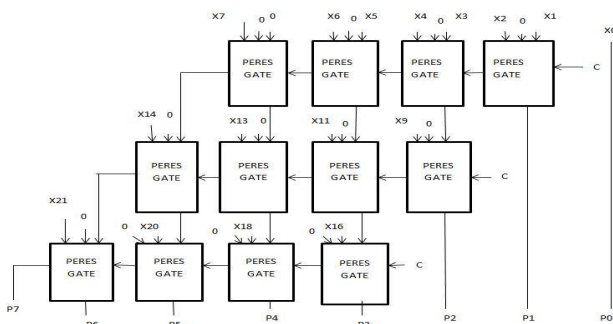 X7 0 0 X6 0 X5 X4 0 X3 X2 0 X1 X0
PERES GATE
PERES GATE
PERES GATE
PERES GATE
C
X14 0 X13 0 X11 0 X9 0
PERES GATE
PERES GATE
PERES GATE
PERES GATE
C
X21 0 0 X20 0 X18 0 X16
PERES GATE
PERES GATE
PERES GATE
PERES GATE
C
P7 P6 P5 P4 P3 P2 P1 P0